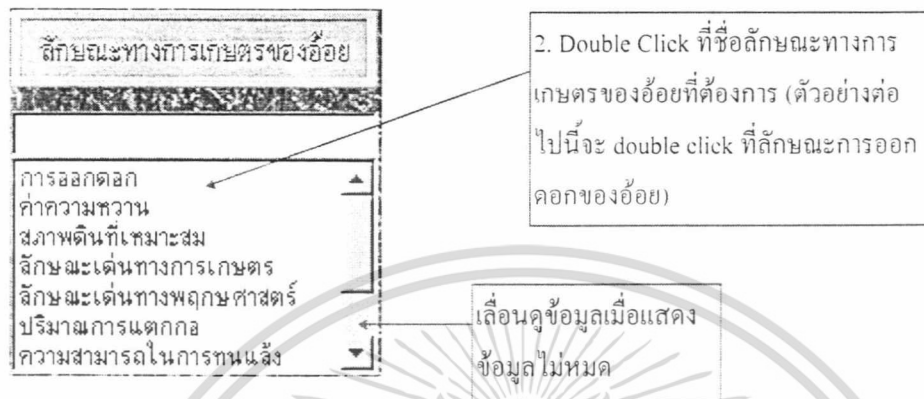 ลักษณะทางการเกษตรของอ้อย
การออกดอก
ค่าความหวาน
สภาพดินที่เหมาะสม
ลักษณะเด่นทางการเกษตร
ลักษณะเด่นทางพฤกษศาสตร์
ปริมาณการแตกกอ
ความสามารถในการทนแล้ง
2. Double Click ที่ชื่อลักษณะทางการ
เกษตรของอ้อยที่ต้องการ (ตัวอย่างต่อ
ไปนี้จะ double click ที่ลักษณะการออก
ดอกของอ้อย)
เลื่อนดูข้อมูลเมื่อแสดง
ข้อมูลไม่หมด